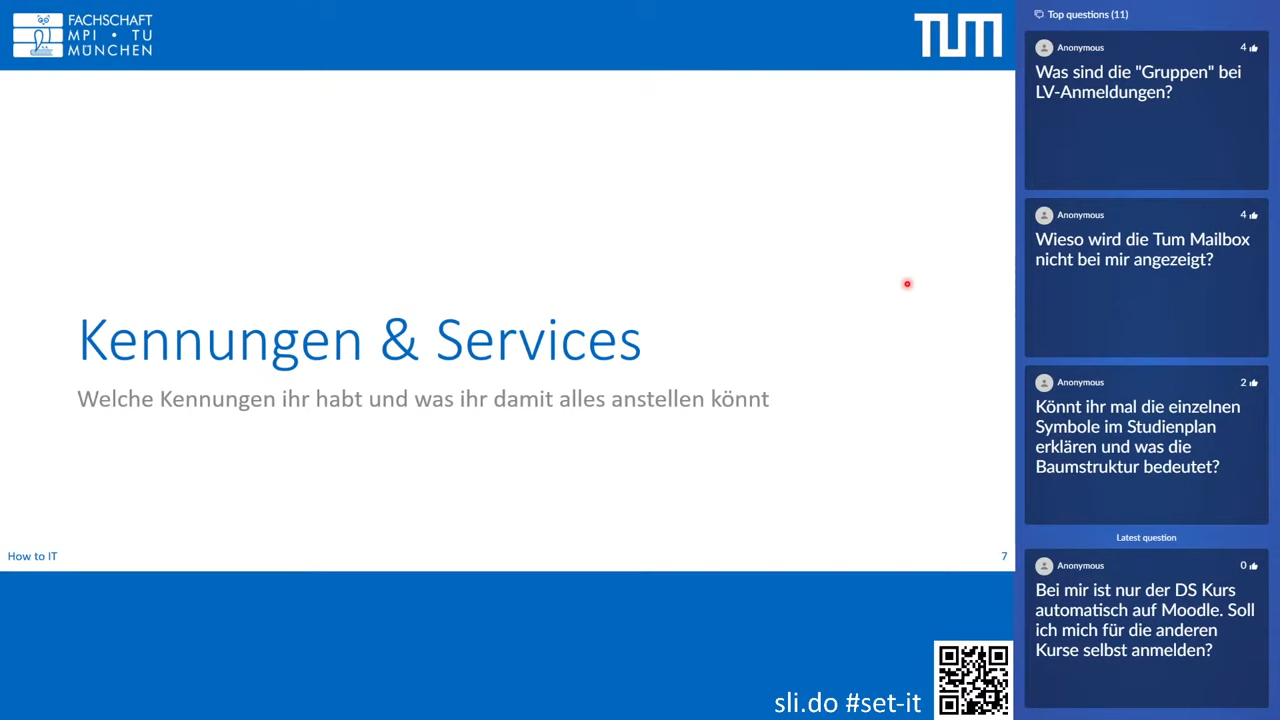 FACHSCHAFT
MPI • TU
MÜNCHEN
TUM
Kennungen & Services
Welche Kennungen ihr habt und was ihr damit alles anstellen könnt
How to IT
7
sli.do #set-it
Top questions (11)
Anonymous
4
Was sind die "Gruppen" bei
LV-Anmeldungen?
Anonymous
4
Wieso wird die Tum Mailbox
nicht bei mir angezeigt?
Anonymous
2
Könnt ihr mal die einzelnen
Symbole im Studienplan
erklären und was die
Baumstruktur bedeutet?
Latest question
Anonymous
0
Bei mir ist nur der DS Kurs
automatisch auf Moodle. Soll
ich mich für die anderen
Kurse selbst anmelden?